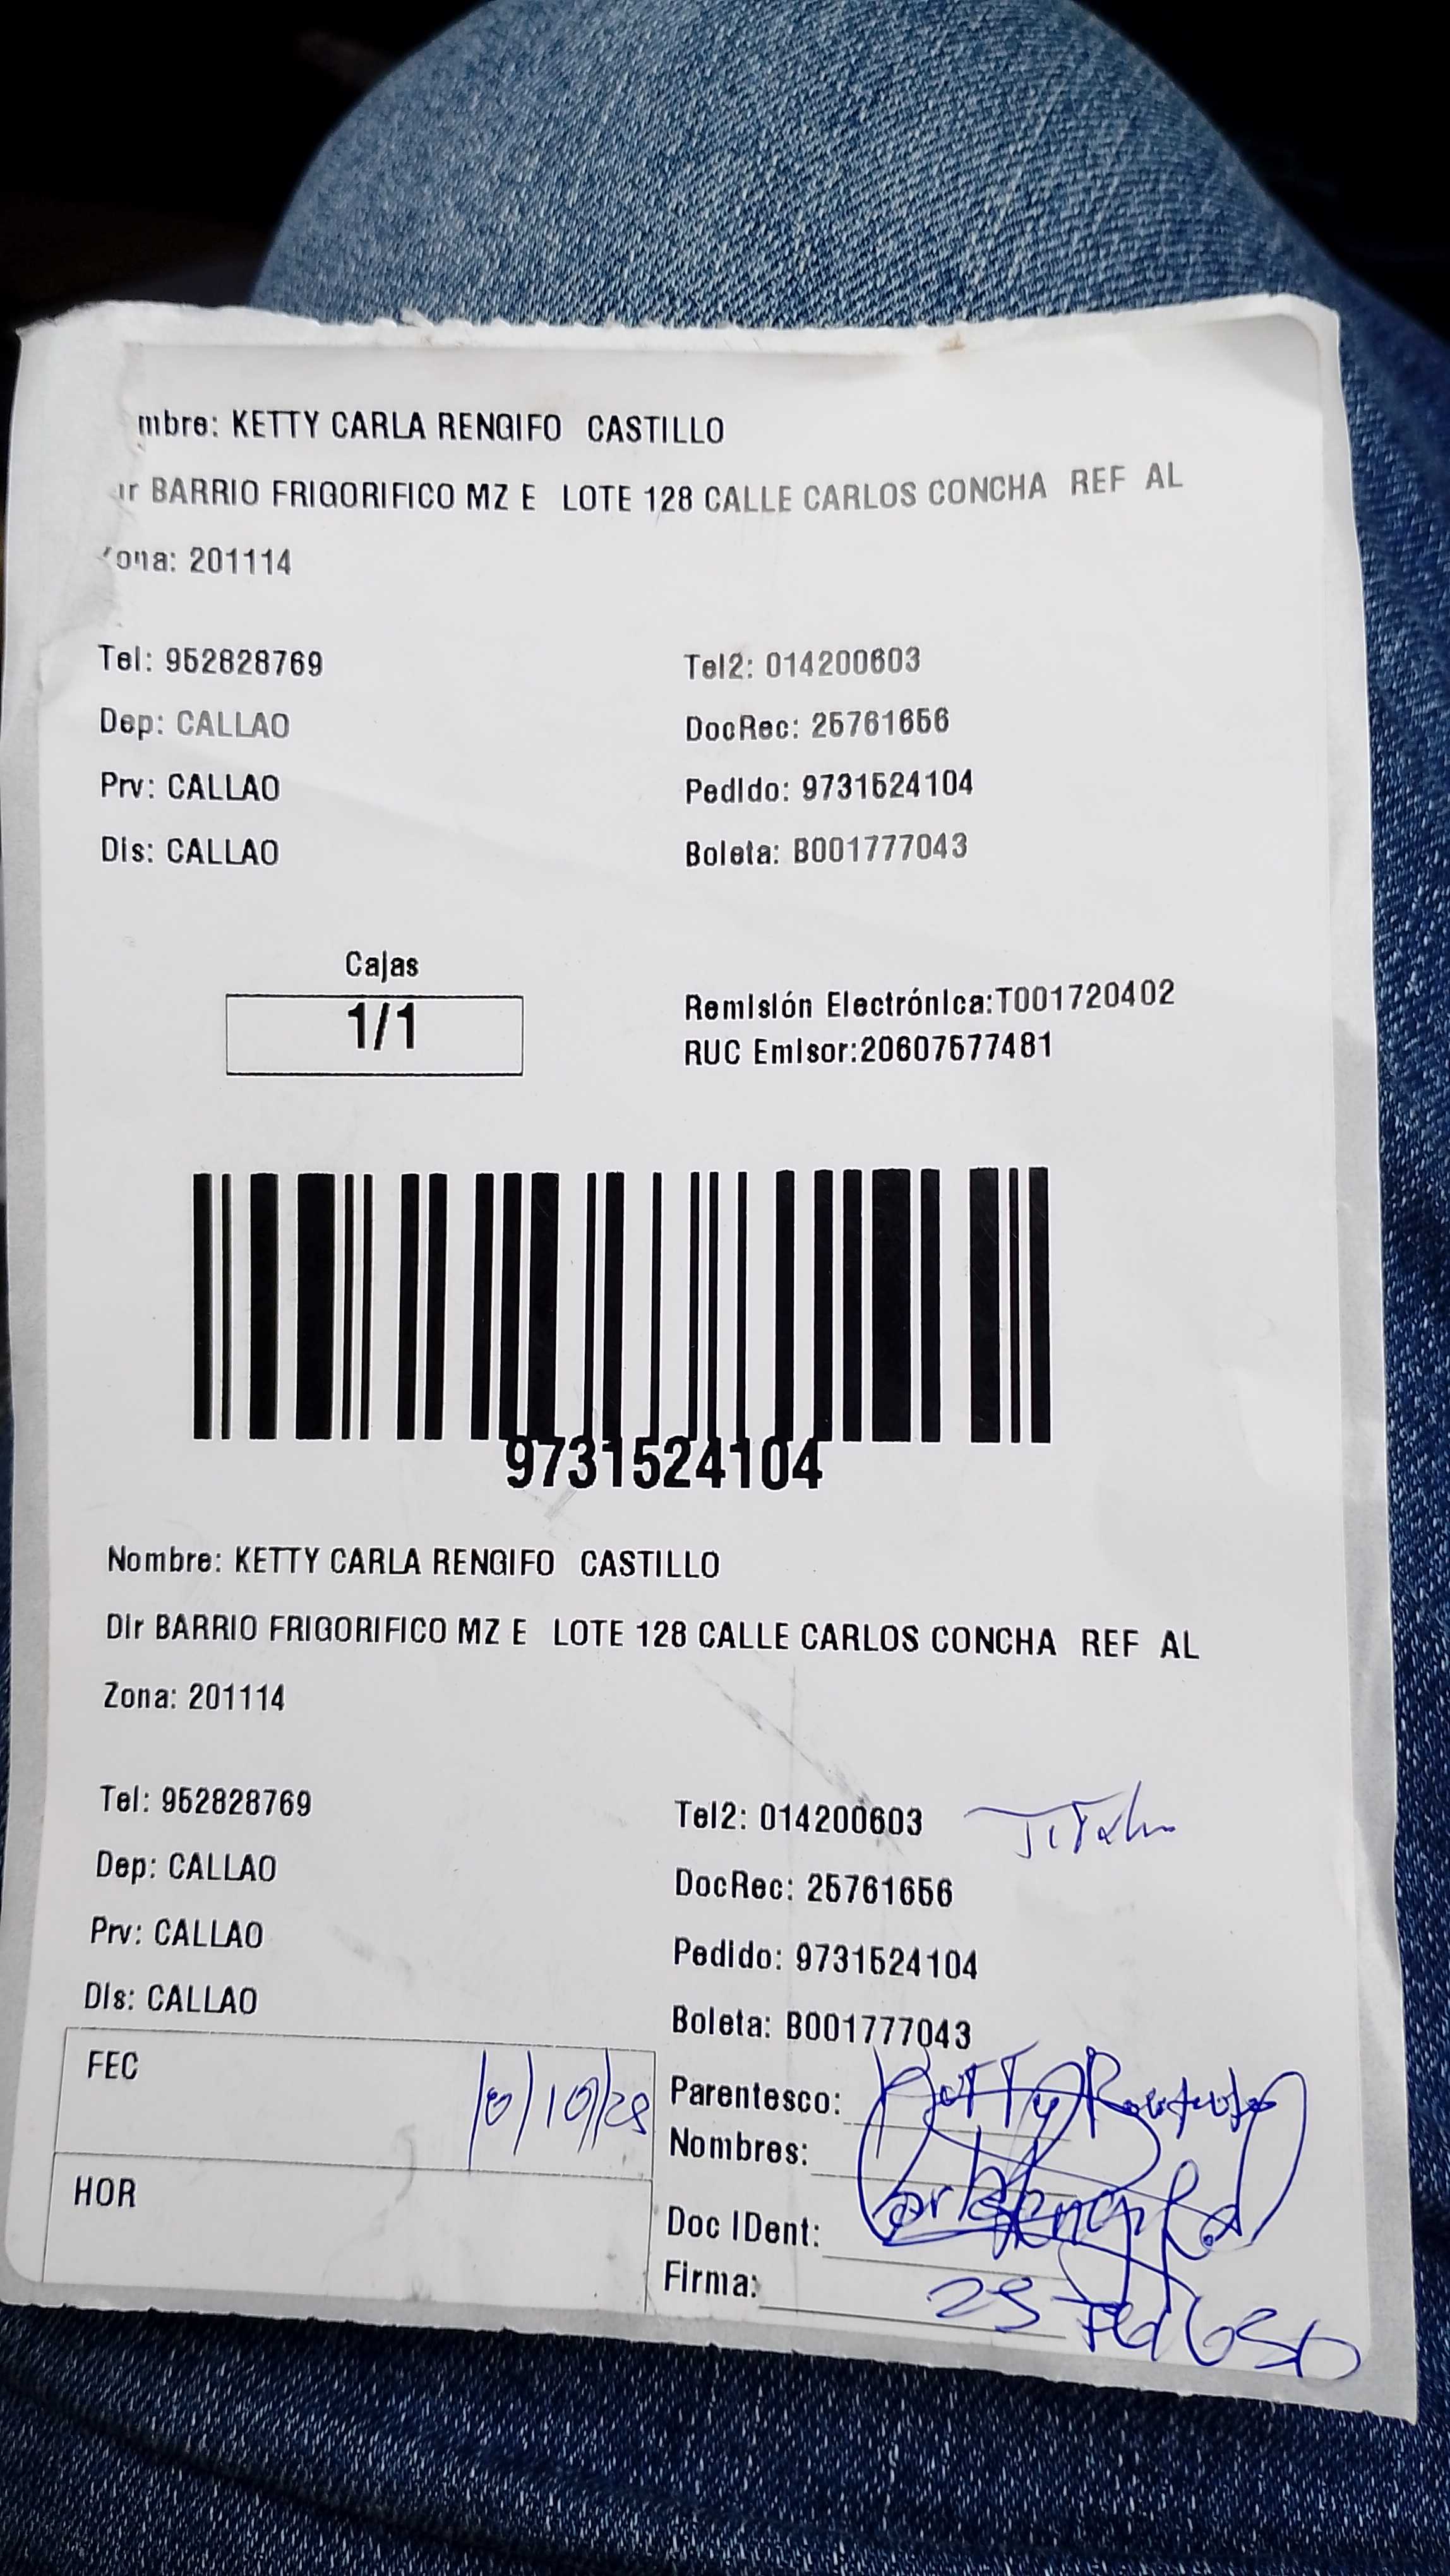 mbre: KETTY CARLA RENGIFO CASTILLO
ir BARRIO FRIGORIFICO MZ E LOTE 128 CALLE CARLOS CONCHA REF AL
Zona: 201114
Tel: 952828769
Tel2: 014200603
Dep: CALLAO
DocRec: 25761656
Prv: CALLAO
Pedido: 9731524104
Dis: CALLAO
Boleta: B001777043
Cajas
1/1
Remisión Electrónica:T001720402
RUC Emisor:20607577481
9731524104
Nombre: KETTY CARLA RENGIFO CASTILLO
Dir BARRIO FRIGORIFICO MZ E LOTE 128 CALLE CARLOS CONCHA REF AL
Zona: 201114
Tel: 952828769
Tel2: 014200603
Dep: CALLAO
DocRec: 25761656
Prv: CALLAO
Pedido: 9731524104
Dis: CALLAO
Boleta: B001777043
FEC
Parentesco:
Nombres:
HOR
Doc IDent:
Firma: